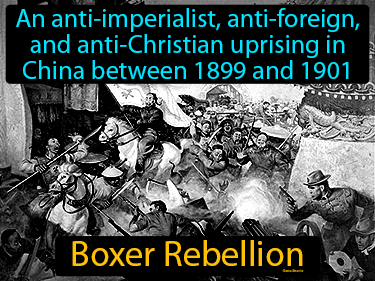 An anti-imperialist, anti-foreign,
and anti-Christian uprising in
China between 1899 and 1901
Boxer Rebellion